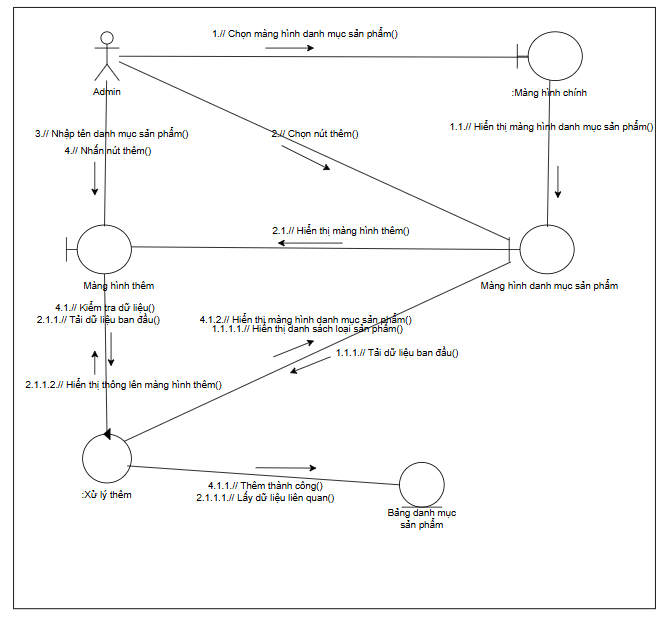 1.// Chọn màng hình danh mục sản phẩm()
Admin
:Màng hình chính
1.1.// Hiển thị màng hình danh mục sản phẩm()
3.// Nhập tên danh mục sản phẩm()
4.// Nhấn nút thêm()
2.// Chọn nút thêm()
2.1.// Hiển thị màng hình thêm()
Màng hình thêm
Màng hình danh mục sản phẩm
4.1.// Kiểm tra dữ liệu()
2.1.1.// Tải dữ liệu ban đầu()
4.1.2.// Hiển thị màng hình danh mục sản phẩm()
1.1.1.1.// Hiển thị danh sách loại sản phẩm()
1.1.1.// Tải dữ liệu ban đầu()
2.1.1.2.// Hiển thị thông lên màng hình thêm()
:Xử lý thêm
4.1.1.// Thêm thành công()
2.1.1.1.// Lấy dữ liệu liên quan()
Bảng danh mục
sản phẩm